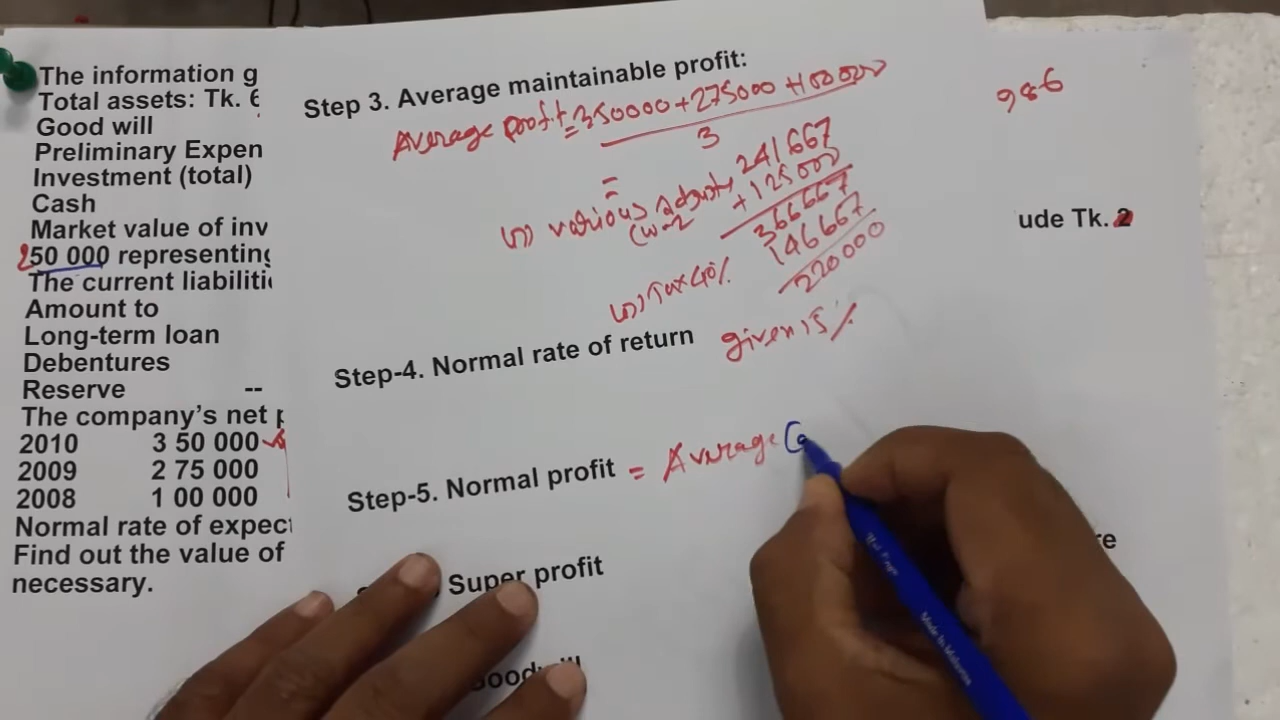 The information g
Total assets: Tk. 6
Good will
Preliminary Expen
Investment (total)
Cash
Market value of inv
250 000 representing
The current liabiliti
Amount to
Long-term loan
Debentures
Reserve --
The company's net p
2010 3 50 000
2009 2 75 000
2008 1 00 000
Normal rate of expect
Find out the value of
necessary.
Step 3. Average maintainable profit:
Average profit = 350000 + 275000 + 100000
3
= 241667
various +125000
(w-2 366667
Tax 40% 146667
220000
Step-4. Normal rate of return given 15%
Step-5. Normal profit = Average
Super profit
986
ude Tk. 2
re